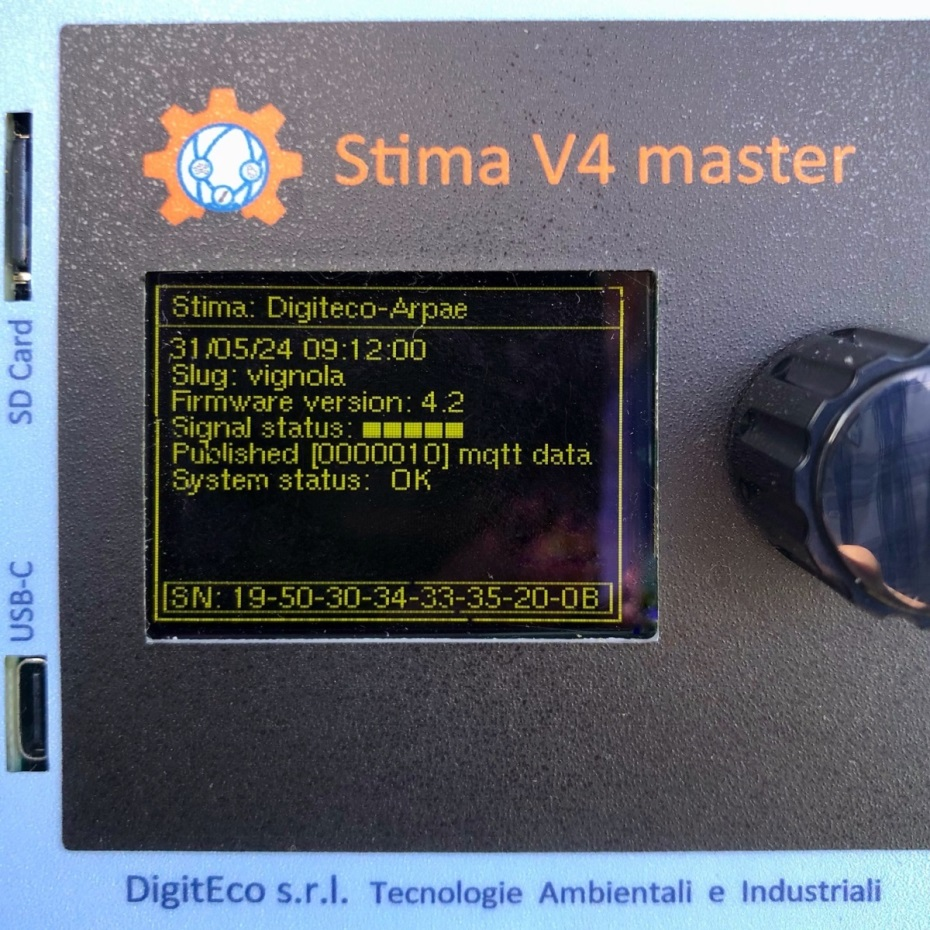 Stima V4 master
Stima: Digiteco-Arpae
31/05/24 09:12:00
Slug: vignola
Firmware version: 4.2
Signal status:
Published [0000010] mqtt data
System status: OK
SN: 19-50-30-34-33-35-20-0B
SD Card
USB-C
DigitEco s.r.l. Tecnologie Ambientali e Industriali